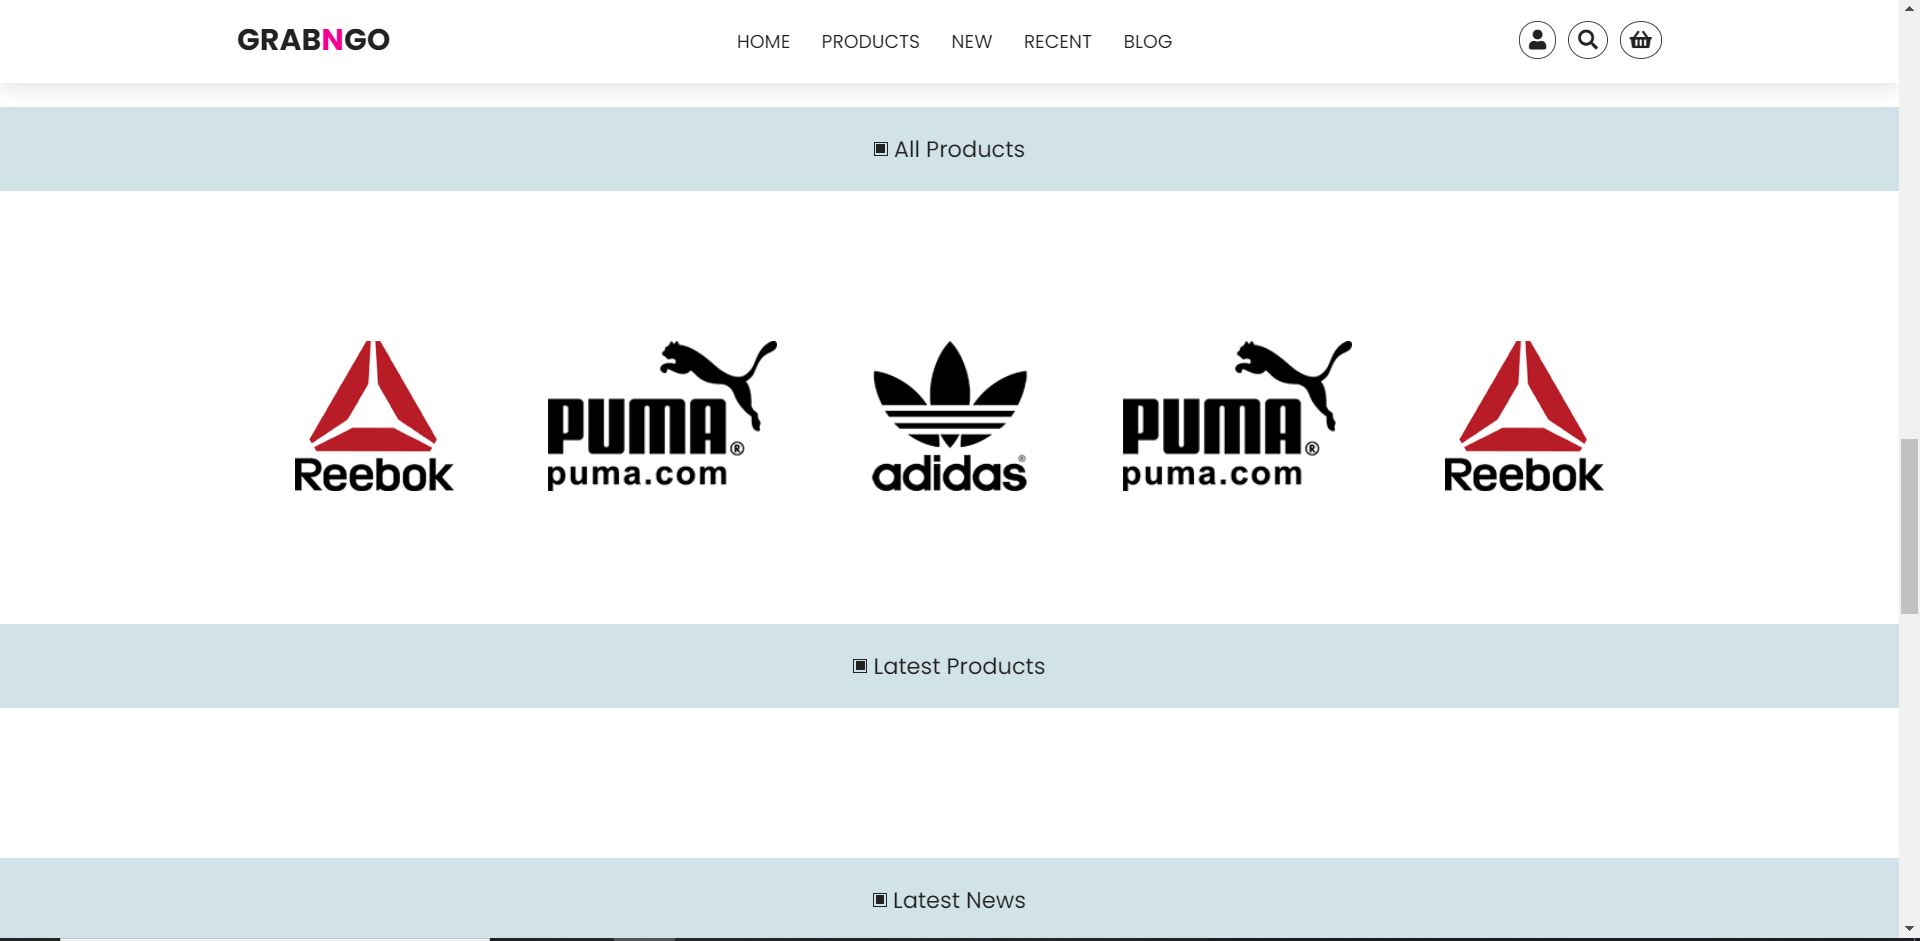 GRABNGO
HOME PRODUCTS NEW RECENT BLOG
▣ All Products
Reebok
PUMA®
puma.com
adidas®
PUMA®
puma.com
Reebok
▣ Latest Products
▣ Latest News